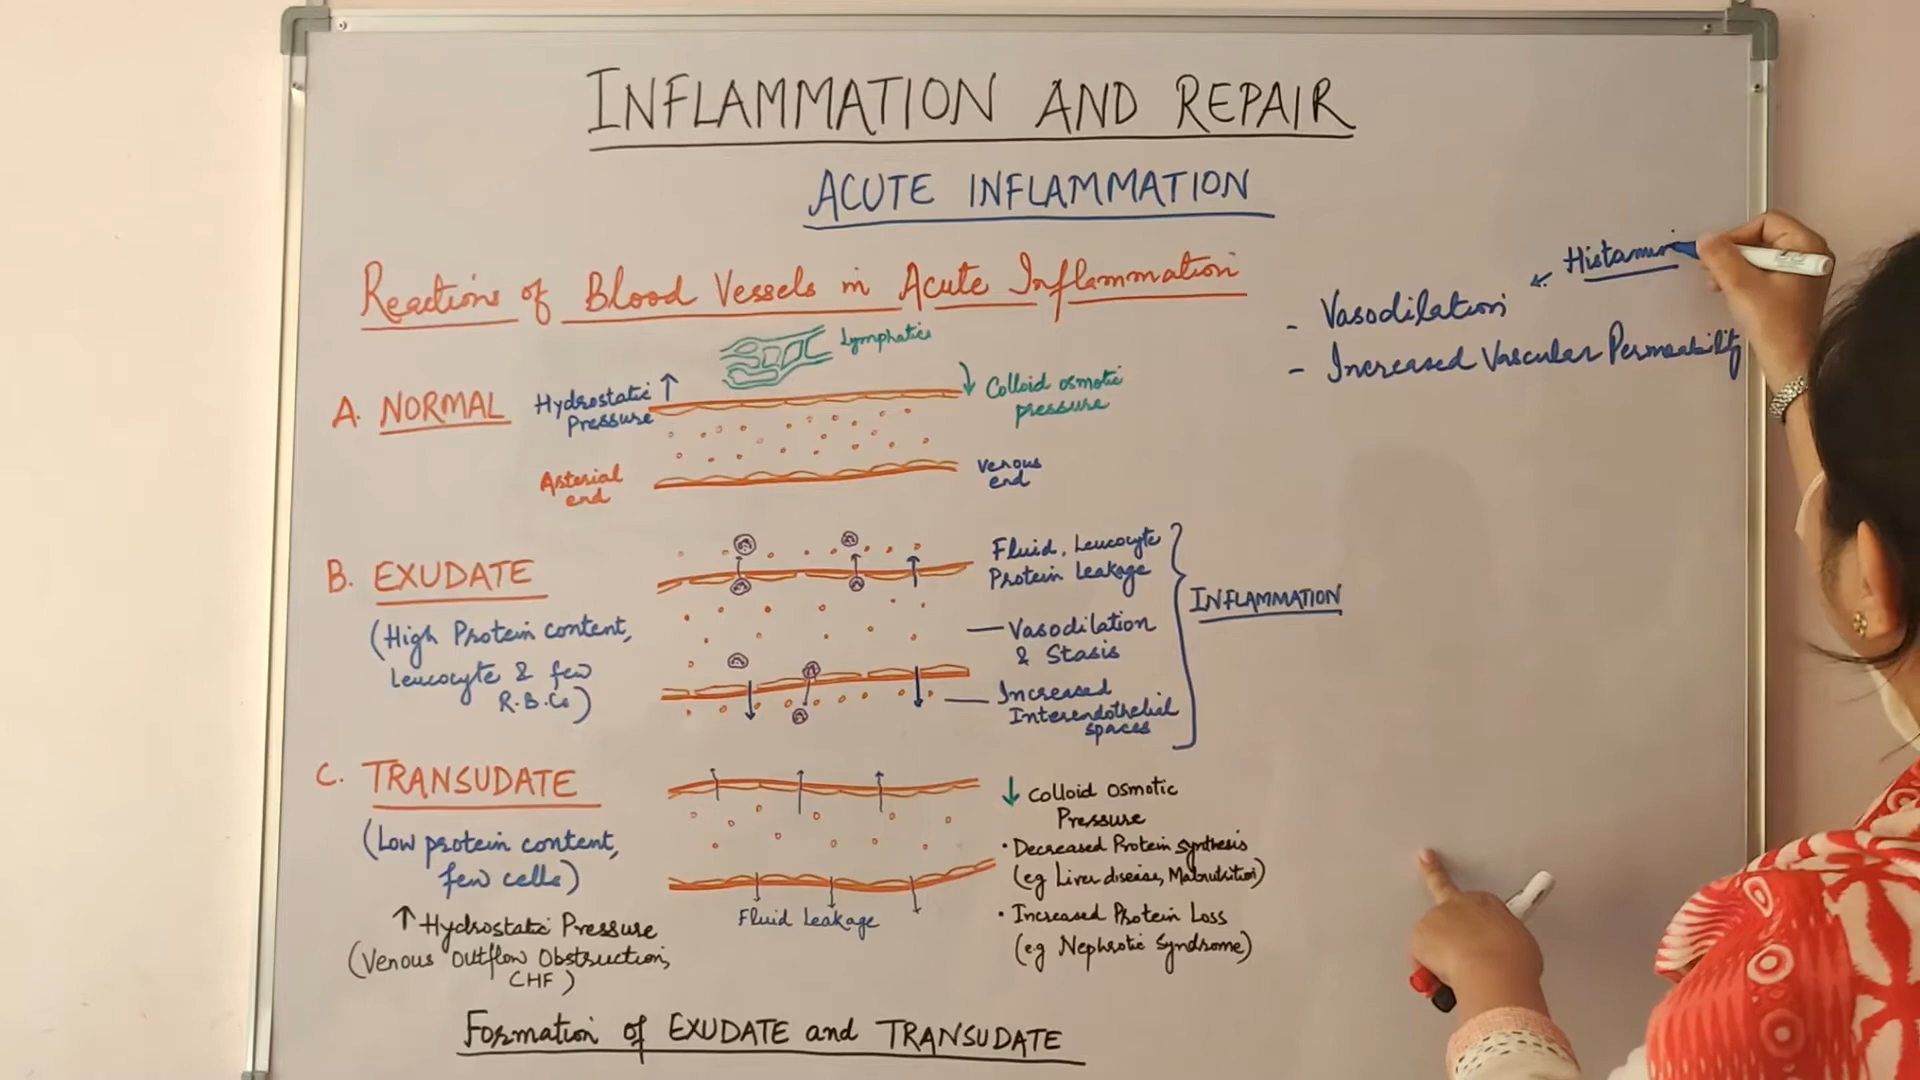 INFLAMMATION AND REPAIR
ACUTE INFLAMMATION
Reactions of Blood Vessels in Acute Inflammation
Lymphatics
A. NORMAL
Hydrostatic ↑
Pressure
↓ Colloid osmotic
pressure
Arterial
end
Venous
end
B. EXUDATE
(High Protein content,
Leucocyte & few
R.B.Cs)
Fluid, Leucocyte
Protein Leakage
Vasodilation
& Stasis
Increased
Interendothelial
spaces
INFLAMMATION
C. TRANSUDATE
(Low protein content,
few cells)
↑ Hydrostatic Pressure
(Venous Outflow Obstruction,
CHF)
Fluid Leakage
↓ Colloid Osmotic
Pressure
· Decreased Protein synthesis
(eg Liver disease, Malnutrition)
· Increased Protein Loss
(eg Nephrotic Syndrome)
Formation of EXUDATE and TRANSUDATE
Histamin
- Vasodilation
- Increased Vascular Permeability